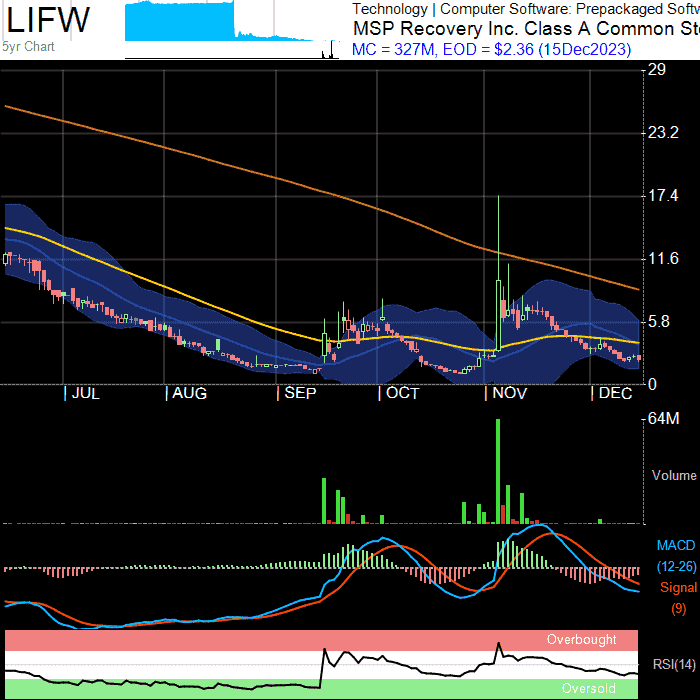 LIFW
5yr Chart
Technology | Computer Software: Prepackaged Softw
MSP Recovery Inc. Class A Common Sto
MC = 327M, EOD = $2.36 (15Dec2023)
29
23.2
17.4
11.6
5.8
0
| JUL | AUG | SEP | OCT | NOV | DEC
64M
Volume
MACD
(12-26)
Signal
(9)
Overbought
RSI(14)
Oversold